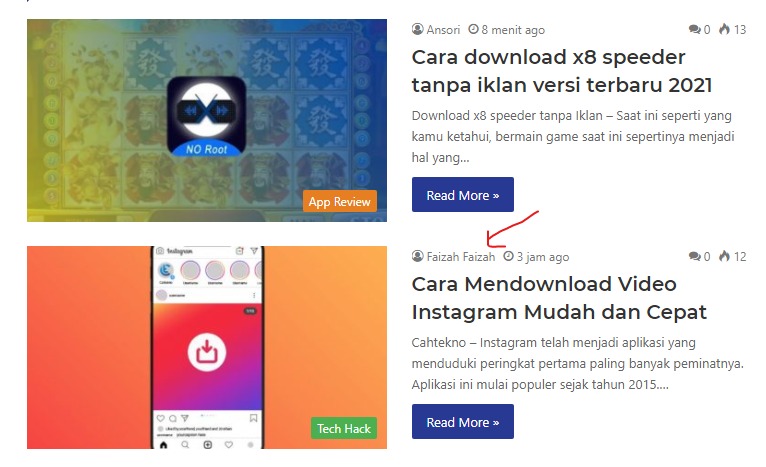 Ansori 8 menit ago 0 13
Cara download x8 speeder
tanpa iklan versi terbaru 2021
Download x8 speeder tanpa Iklan – Saat ini seperti yang
kamu ketahui, bermain game saat ini sepertinya menjadi
hal yang…
Read More »
NO Root
App Review
Faizah Faizah 3 jam ago 0 12
Cara Mendownload Video
Instagram Mudah dan Cepat
Cahtekno – Instagram telah menjadi aplikasi yang
menduduki peringkat pertama paling banyak peminatnya.
Aplikasi ini mulai populer sejak tahun 2015.…
Read More »
Instagram
Tech Hack